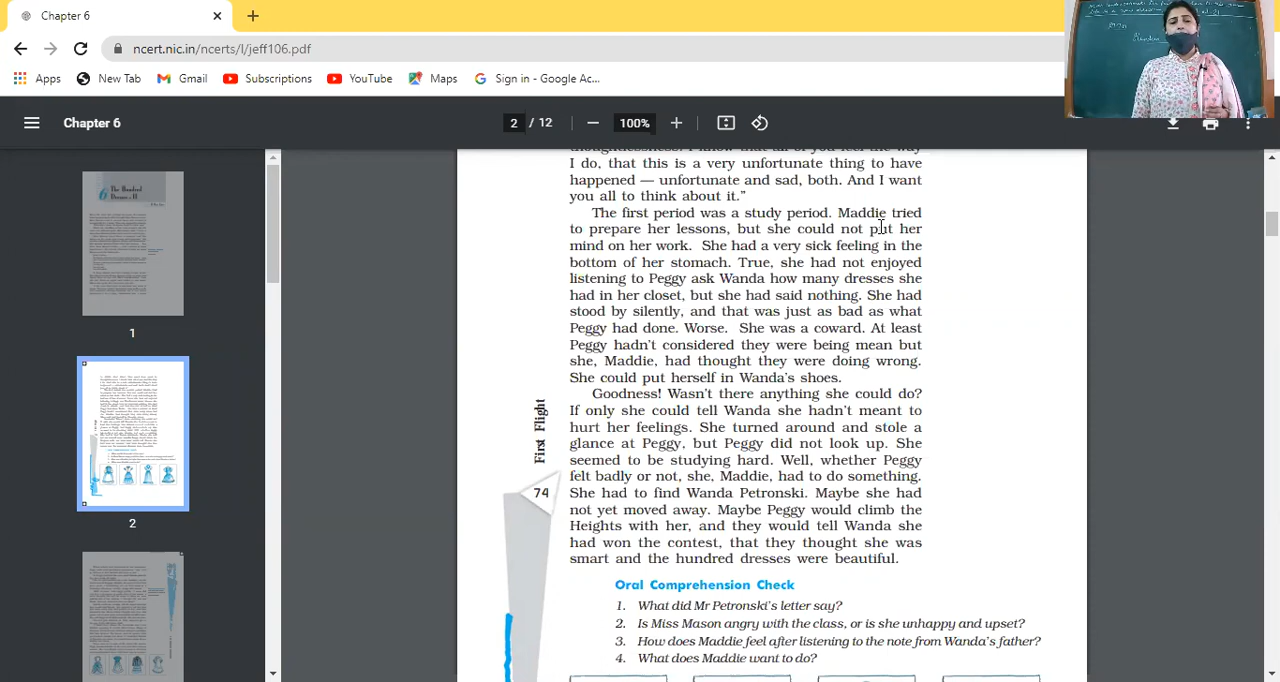 Chapter 6
ncert.nic.in/ncerts/l/jeff106.pdf
Apps New Tab Gmail Subscriptions YouTube Maps Sign in - Google Ac...
Chapter 6
2 / 12
100%
1
2
6 The Hundred
Dresses - II
thoughtlessness. I know that all of you feel the way
I do, that this is a very unfortunate thing to have
happened — unfortunate and sad, both. And I want
you all to think about it.”
The first period was a study period. Maddie tried
to prepare her lessons, but she could not put her
mind on her work. She had a very sick feeling in the
bottom of her stomach. True, she had not enjoyed
listening to Peggy ask Wanda how many dresses she
had in her closet, but she had said nothing. She had
stood by silently, and that was just as bad as what
Peggy had done. Worse. She was a coward. At least
Peggy hadn’t considered they were being mean but
she, Maddie, had thought they were doing wrong.
She could put herself in Wanda’s shoes.
Goodness! Wasn’t there anything she could do?
If only she could tell Wanda she hadn’t meant to
hurt her feelings. She turned around and stole a
glance at Peggy, but Peggy did not look up. She
seemed to be studying hard. Well, whether Peggy
felt badly or not, she, Maddie, had to do something.
She had to find Wanda Petronski. Maybe she had
not yet moved away. Maybe Peggy would climb the
Heights with her, and they would tell Wanda she
had won the contest, that they thought she was
smart and the hundred dresses were beautiful.
First Flight
74
Oral Comprehension Check
1. What did Mr Petronski’s letter say?
2. Is Miss Mason angry with the class, or is she unhappy and upset?
3. How does Maddie feel after listening to the note from Wanda’s father?
4. What does Maddie want to do?